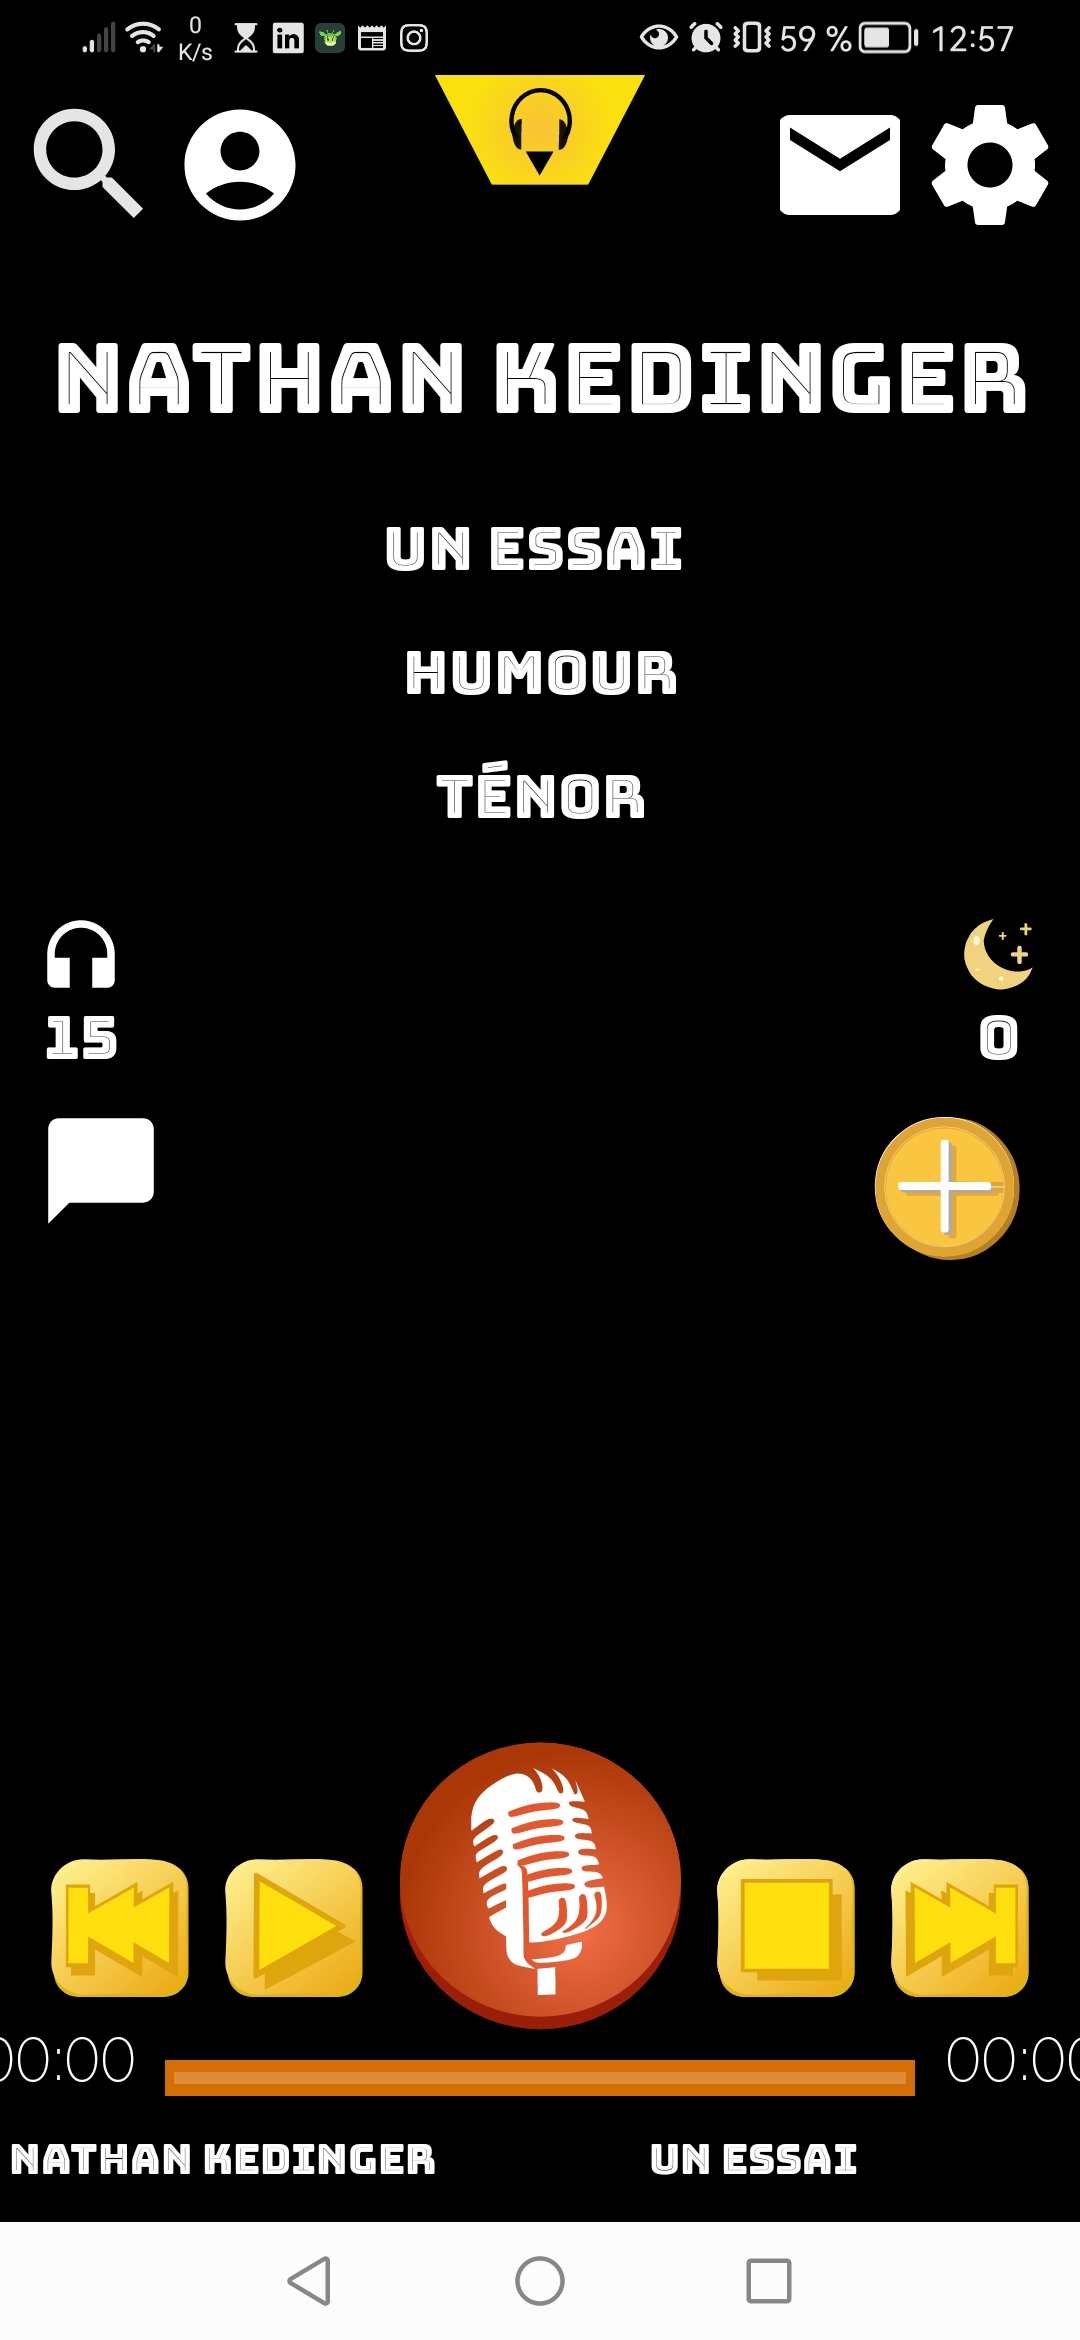 0
K/s
59 %
12:57
NATHAN KEDINGER
UN ESSAI
HUMOUR
TÉNOR
15
0
00:00
00:00
NATHAN KEDINGER
UN ESSAI